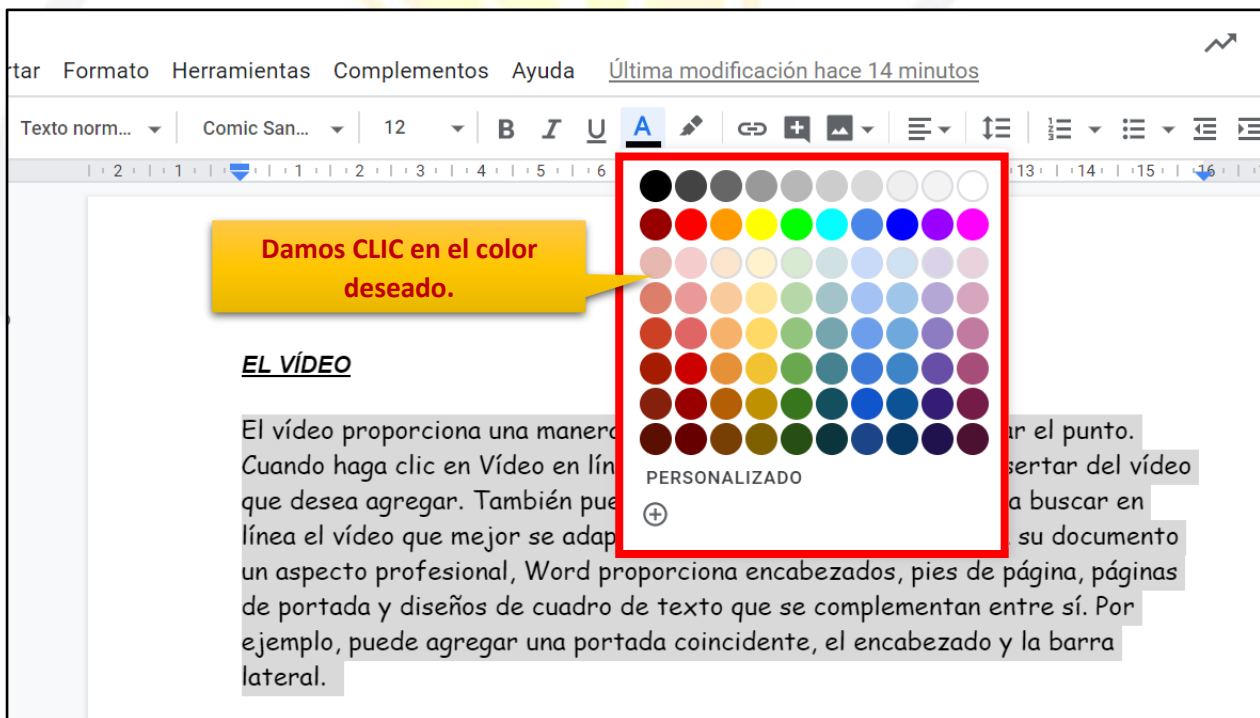 rtar Formato Herramientas Complementos Ayuda Última modificación hace 14 minutos
Texto norm... Comic San... 12 B I U A
2 1 1 2 3 4 5 6 13 14 15 16
Damos CLIC en el color
deseado.
EL VÍDEO
PERSONALIZADO
El vídeo proporciona una manera ar el punto.
Cuando haga clic en Vídeo en lín sertar del vídeo
que desea agregar. También pue a buscar en
línea el vídeo que mejor se adap su documento
un aspecto profesional, Word proporciona encabezados, pies de página, páginas
de portada y diseños de cuadro de texto que se complementan entre sí. Por
ejemplo, puede agregar una portada coincidente, el encabezado y la barra
lateral.